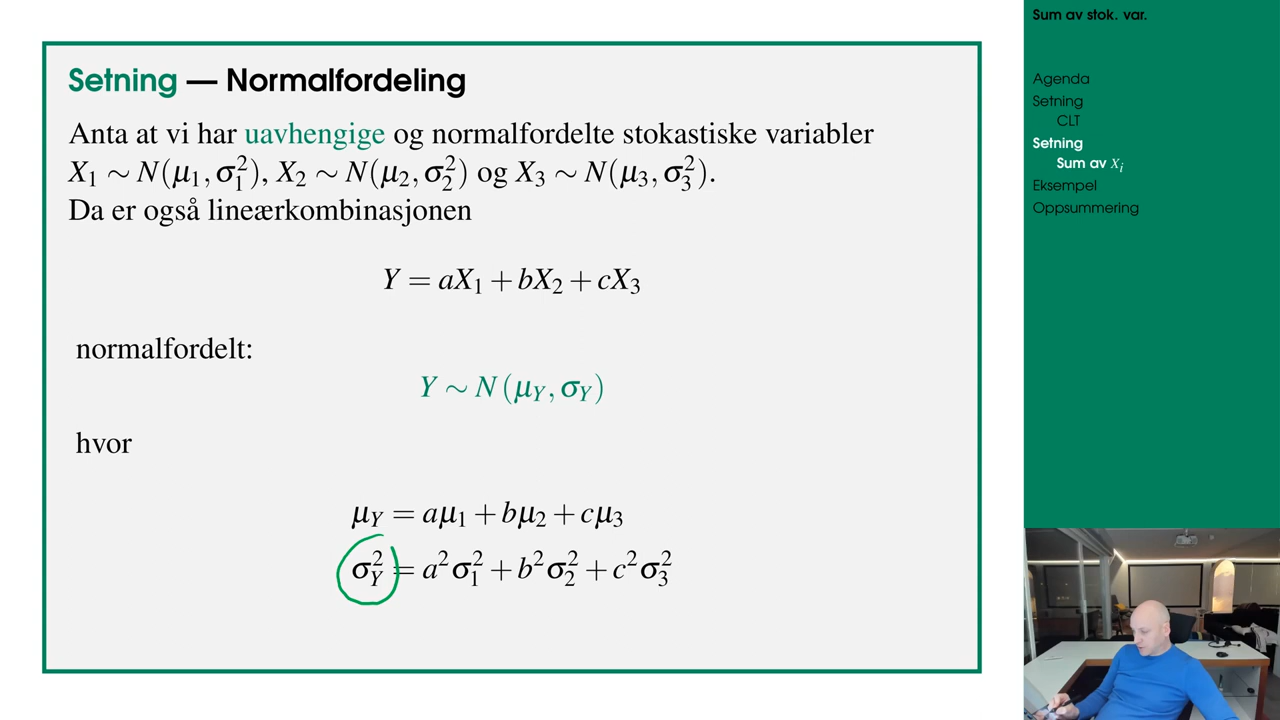 Setning — Normalfordeling
Anta at vi har uavhengige og normalfordelte stokastiske variabler
X₁ ∼ N(μ₁, σ₁²), X₂ ∼ N(μ₂, σ₂²) og X₃ ∼ N(μ₃, σ₃²).
Da er også lineærkombinasjonen
Y = aX₁ + bX₂ + cX₃
normalfordelt:
Y ∼ N(μ_Y, σ_Y)
hvor
μ_Y = aμ₁ + bμ₂ + cμ₃
σ_Y² = a²σ₁² + b²σ₂² + c²σ₃²
Sum av stok. var.
Agenda
Setning
CLT
Setning
Sum av Xᵢ
Eksempel
Oppsummering